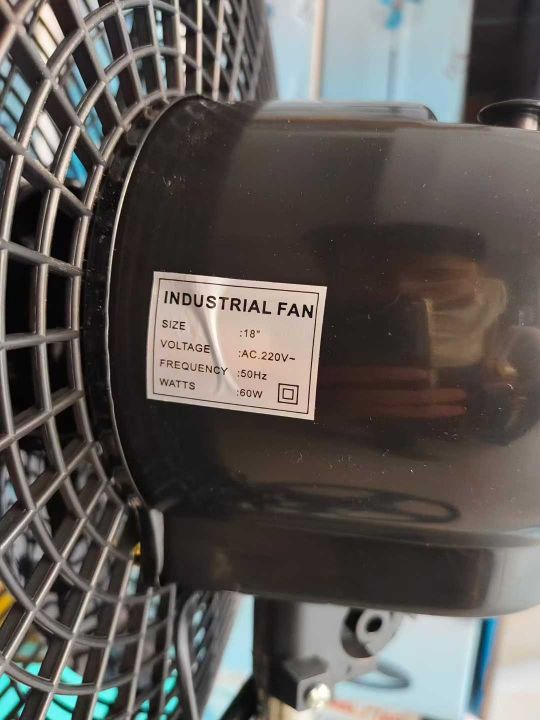 INDUSTRIAL FAN
SIZE :18"
VOLTAGE :AC.220V~
FREQUENCY :50Hz
WATTS :60W